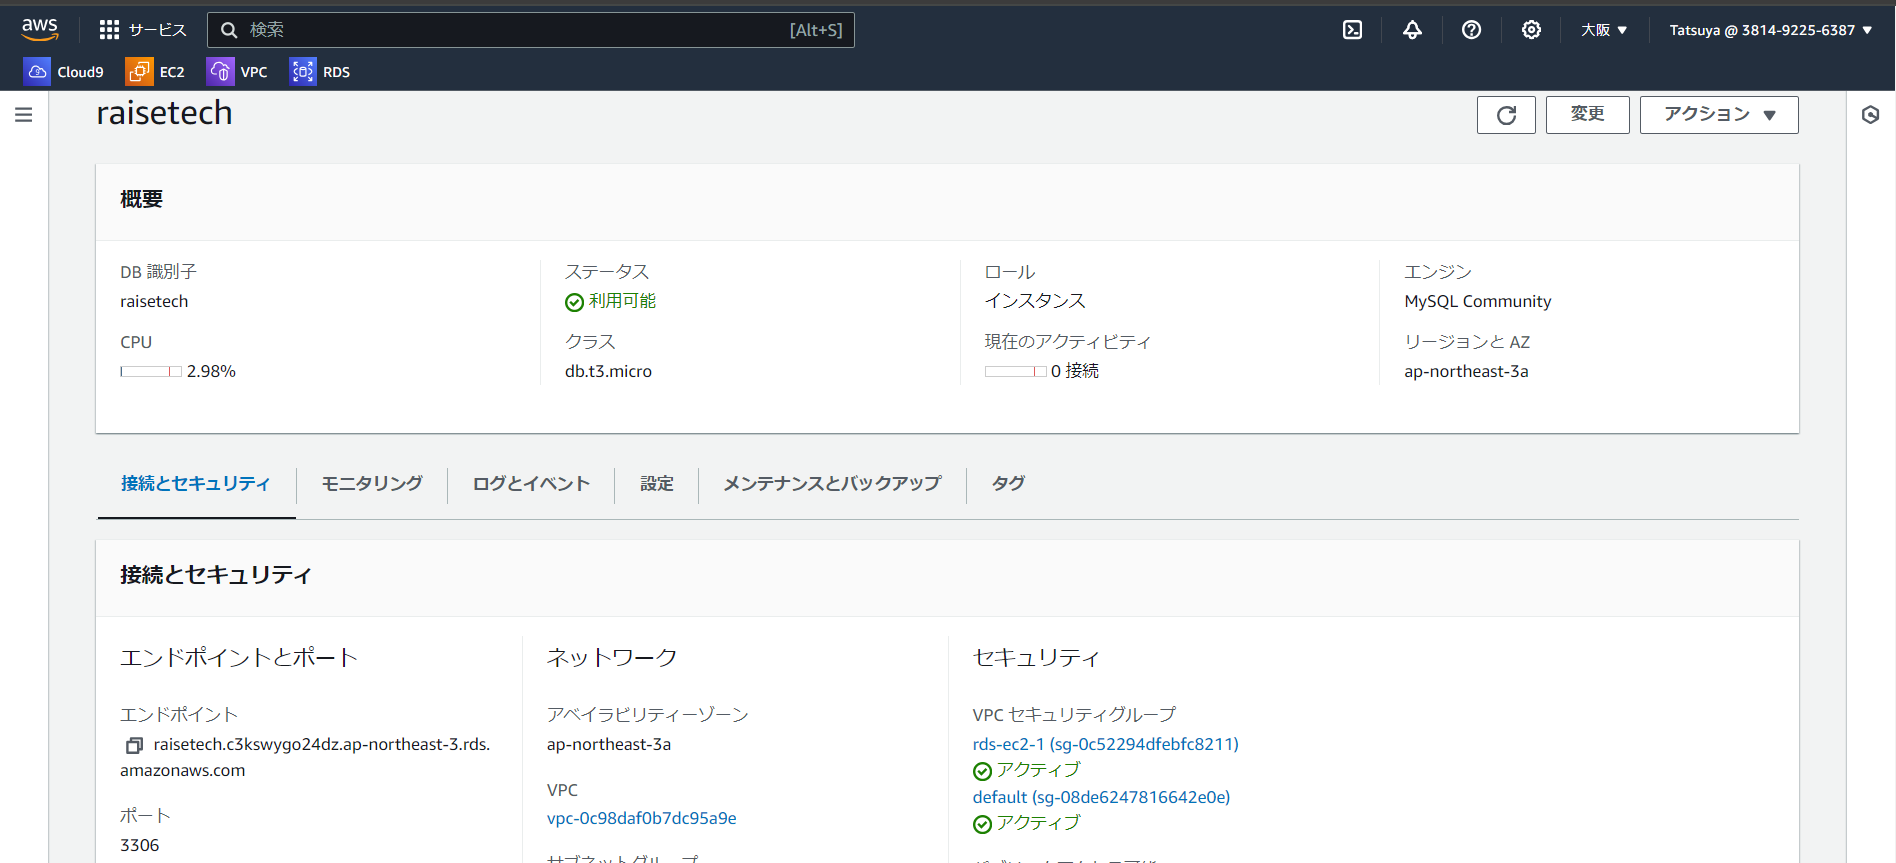 aws
サービス
検索
[Alt+S]
大阪 ▼
Tatsuya @ 3814-9225-6387 ▼
Cloud9
EC2
VPC
RDS
raisetech
変更
アクション ▼
概要
DB 識別子
raisetech
ステータス
利用可能
ロール
インスタンス
エンジン
MySQL Community
CPU
2.98%
クラス
db.t3.micro
現在のアクティビティ
0 接続
リージョンと AZ
ap-northeast-3a
接続とセキュリティ
モニタリング
ログとイベント
設定
メンテナンスとバックアップ
タグ
接続とセキュリティ
エンドポイントとポート
エンドポイント
raisetech.c3kswygo24dz.ap-northeast-3.rds.
amazonaws.com
ポート
3306
ネットワーク
アベイラビリティーゾーン
ap-northeast-3a
VPC
vpc-0c98daf0b7dc95a9e
サブネットグループ
セキュリティ
VPC セキュリティグループ
rds-ec2-1 (sg-0c52294dfebfc8211)
アクティブ
default (sg-08de6247816642e0e)
アクティブ